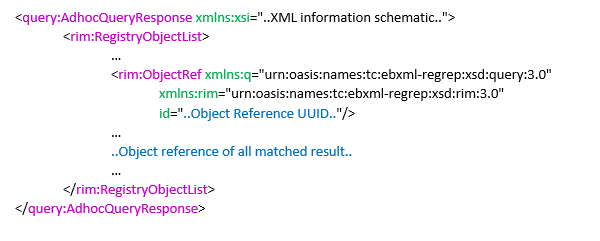 <query:AdhocQueryResponse xmlns:xsi="..XML information schematic..">
<rim:RegistryObjectList>
...
<rim:ObjectRef xmlns:q="urn:oasis:names:tc:ebxml-regrep:xsd:query:3.0"
xmlns:rim="urn:oasis:names:tc:ebxml-regrep:xsd:rim:3.0"
id="..Object Reference UUID.."/>
...
..Object reference of all matched result..
...
</rim:RegistryObjectList>
</query:AdhocQueryResponse>